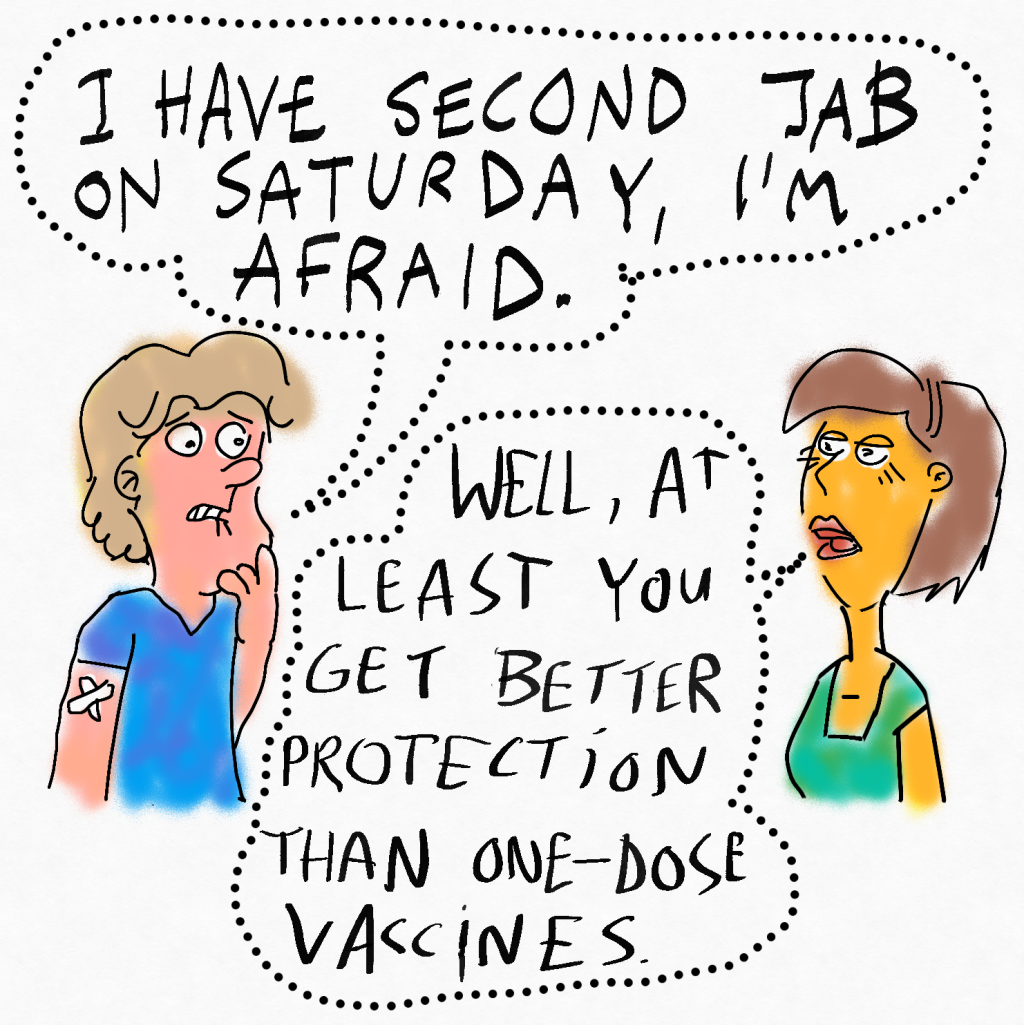 I HAVE SECOND JAB
ON SATURDAY, I'M
AFRAID.
WELL, AT
LEAST YOU
GET BETTER
PROTECTION
THAN ONE-DOSE
VACCINES.